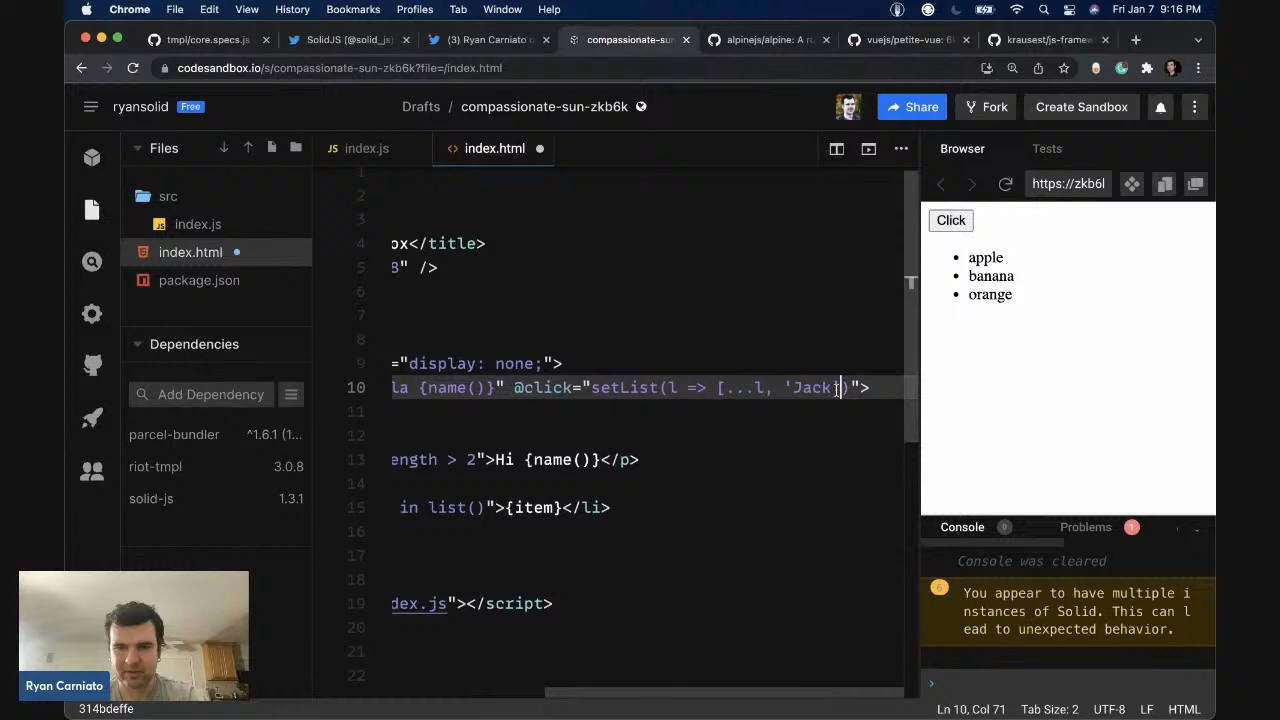 Chrome File Edit View History Bookmarks Profiles Tab Window Help Fri Jan 7 9:16 PM
tmpl/core.specs.js SolidJS (@solid_js) (3) Ryan Carniato compassionate-sun alpinejs/alpine: A ru vuejs/petite-vue: 6k krausest/js-framew
codesandbox.io/s/compassionate-sun-zkb6k?file=/index.html
ryansolid Free Drafts / compassionate-sun-zkb6k Share Fork Create Sandbox
Files index.js index.html Browser Tests
https://zkb6l
src
index.js
index.html
package.json
Dependencies
Add Dependency
parcel-bundler ^1.6.1 (1...
riot-tmpl 3.0.8
solid-js 1.3.1
1
2
3
4 ox</title>
5 8" />
6
7
8
9 ="display: none;">
10 la {name()}" @click="setList(l => [...l, 'Jack])">
11
12
13 ength > 2">Hi {name()}</p>
14
15 in list()">{item}</li>
16
17
18
19 dex.js"></script>
20
21
22
Click
• apple
• banana
• orange
Console 0 Problems 1
Console was cleared
You appear to have multiple i
nstances of Solid. This can l
ead to unexpected behavior.
Ryan Carniato
314bdeffe Ln 10, Col 71 Tab Size: 2 UTF-8 LF HTML